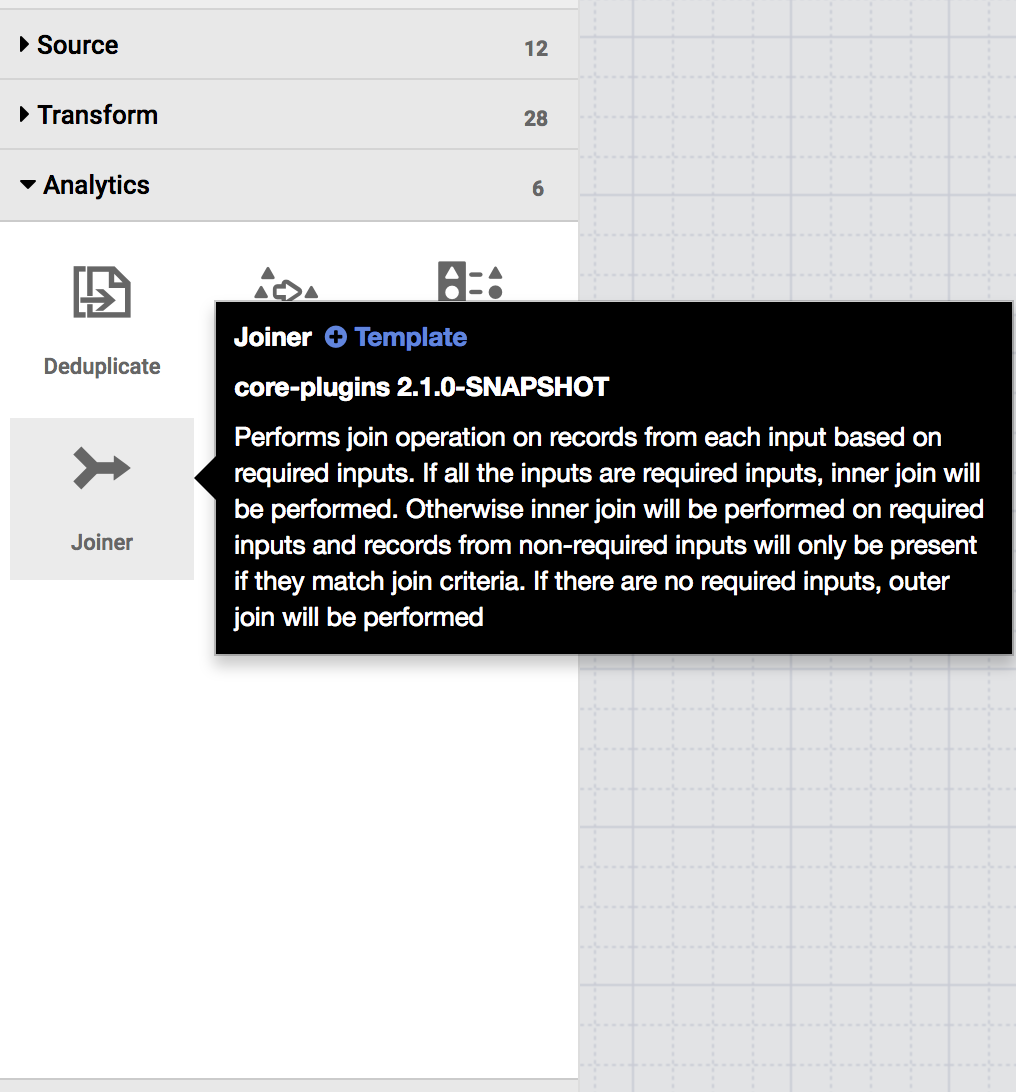 Source 12
Transform 28
Analytics 6
Deduplicate
Joiner
Joiner Template
core-plugins 2.1.0-SNAPSHOT
Performs join operation on records from each input based on
required inputs. If all the inputs are required inputs, inner join will
be performed. Otherwise inner join will be performed on required
inputs and records from non-required inputs will only be present
if they match join criteria. If there are no required inputs, outer
join will be performed